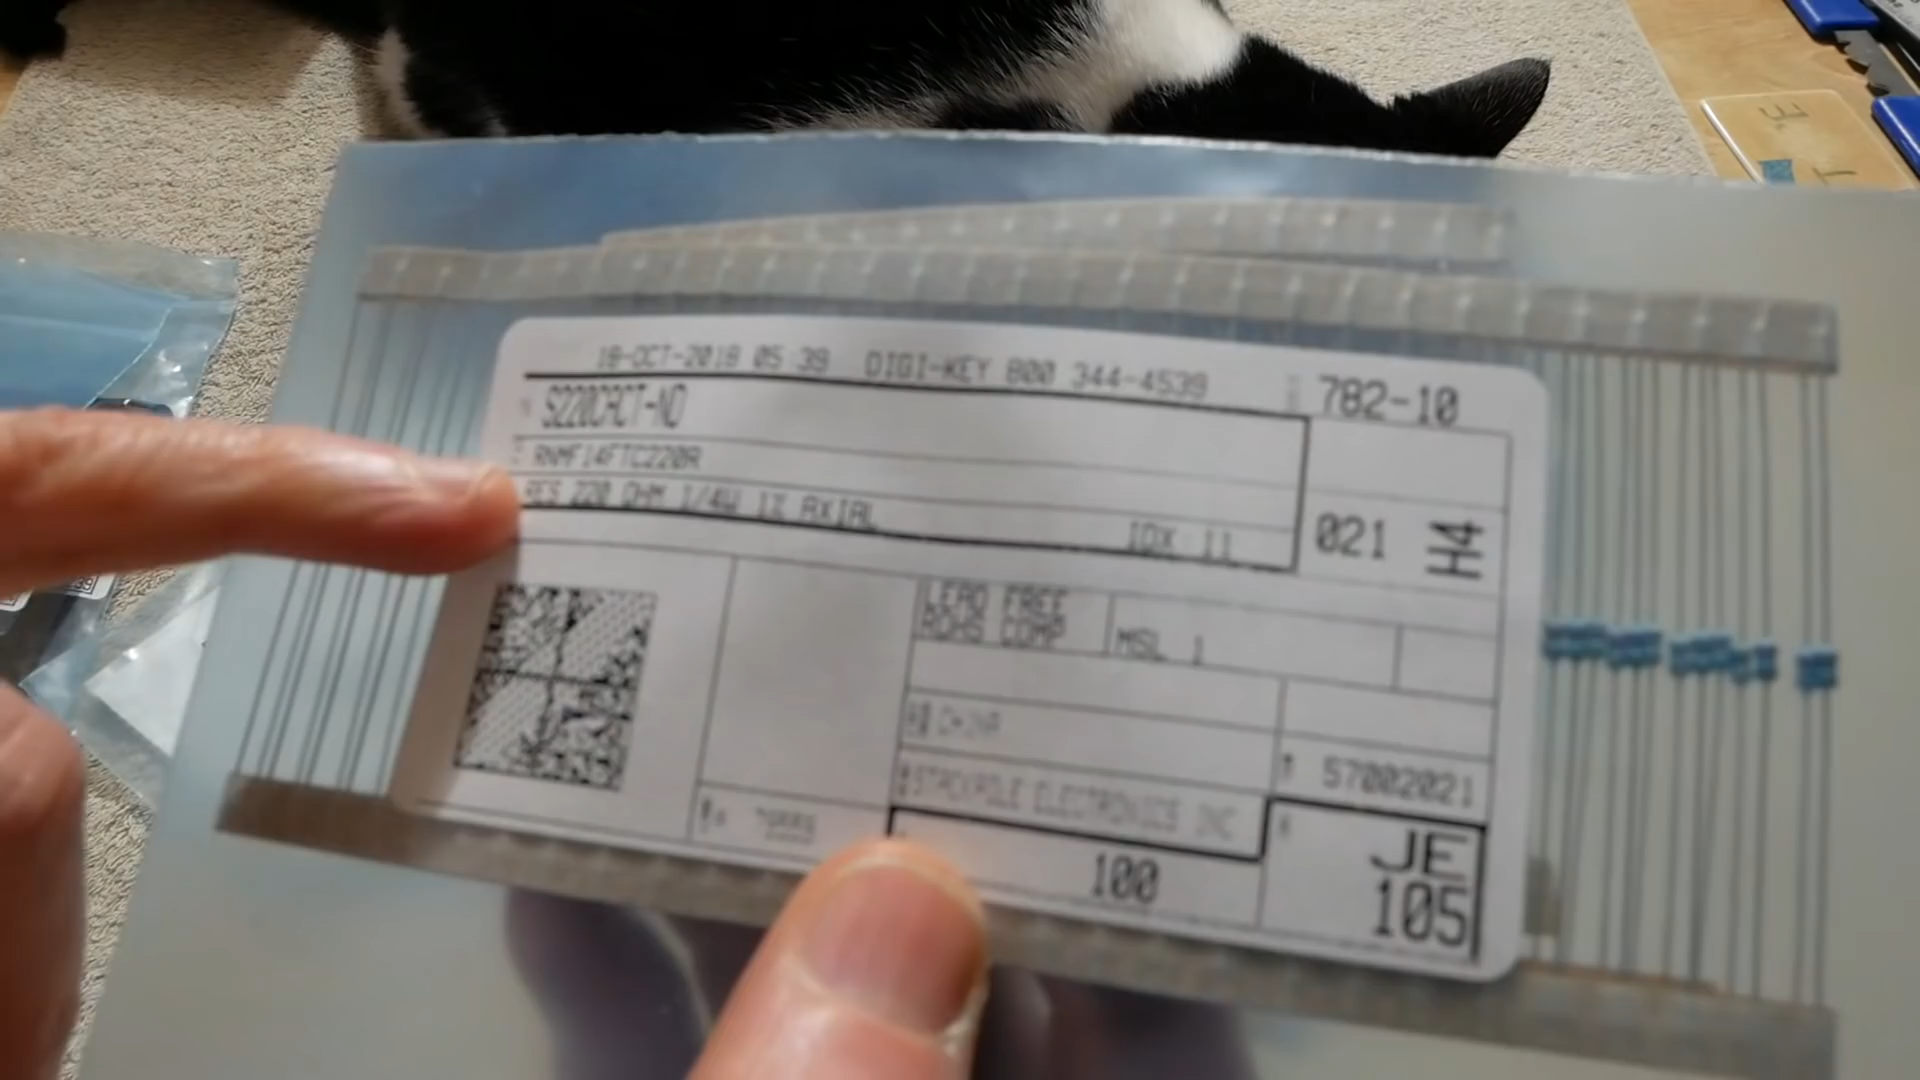 18-OCT-2018 05:39 DIGI-KEY 800 344-4539
782-10
S220CACT-ND
RNMF14FTC220R
RES 220 OHM 1/4W 1% AXIAL
IDX: 11
021
H4
LEAD FREE
ROHS COMP
MSL 1
CHINA
57002021
STACKPOLE ELECTRONICS INC
100
JE
105